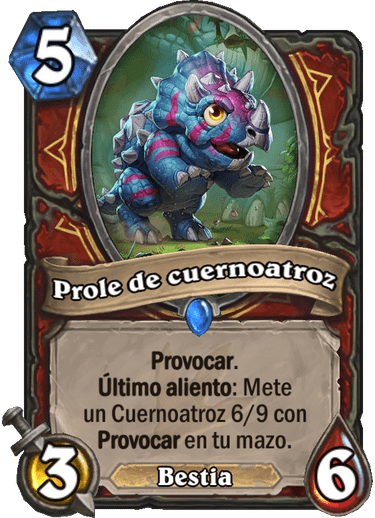 5
Prole de cuernoatroz
Provocar.
Último aliento: Mete
un Cuernoatroz 6/9 con
Provocar en tu mazo.
3
Bestia
6